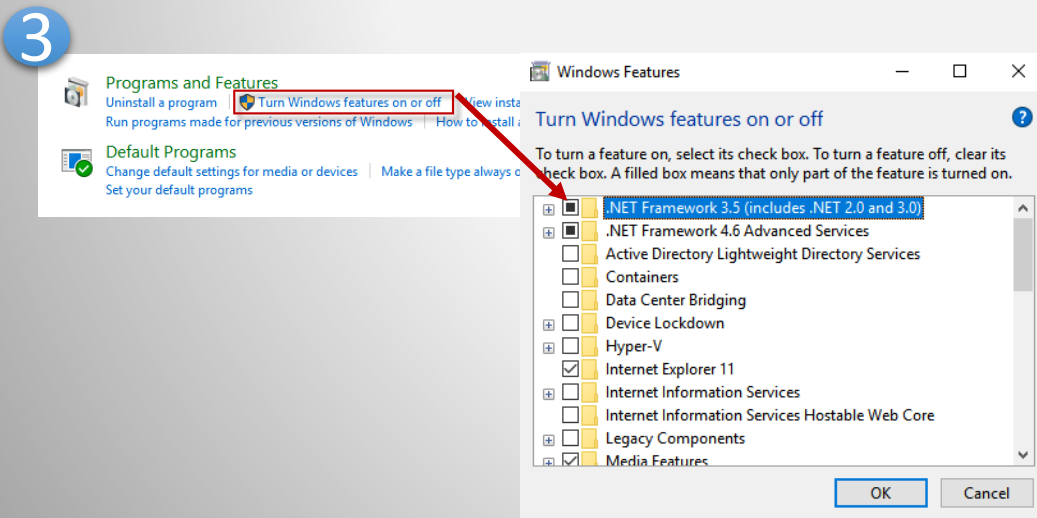 3
Programs and Features
Uninstall a program
Turn Windows features on or off
View insta
Run programs made for previous versions of Windows
How to install
Default Programs
Change default settings for media or devices
Make a file type always o
Set your default programs
Windows Features
Turn Windows features on or off
?
To turn a feature on, select its check box. To turn a feature off, clear its
check box. A filled box means that only part of the feature is turned on.
.NET Framework 3.5 (includes .NET 2.0 and 3.0)
.NET Framework 4.6 Advanced Services
Active Directory Lightweight Directory Services
Containers
Data Center Bridging
Device Lockdown
Hyper-V
Internet Explorer 11
Internet Information Services
Internet Information Services Hostable Web Core
Legacy Components
Media Features
OK
Cancel